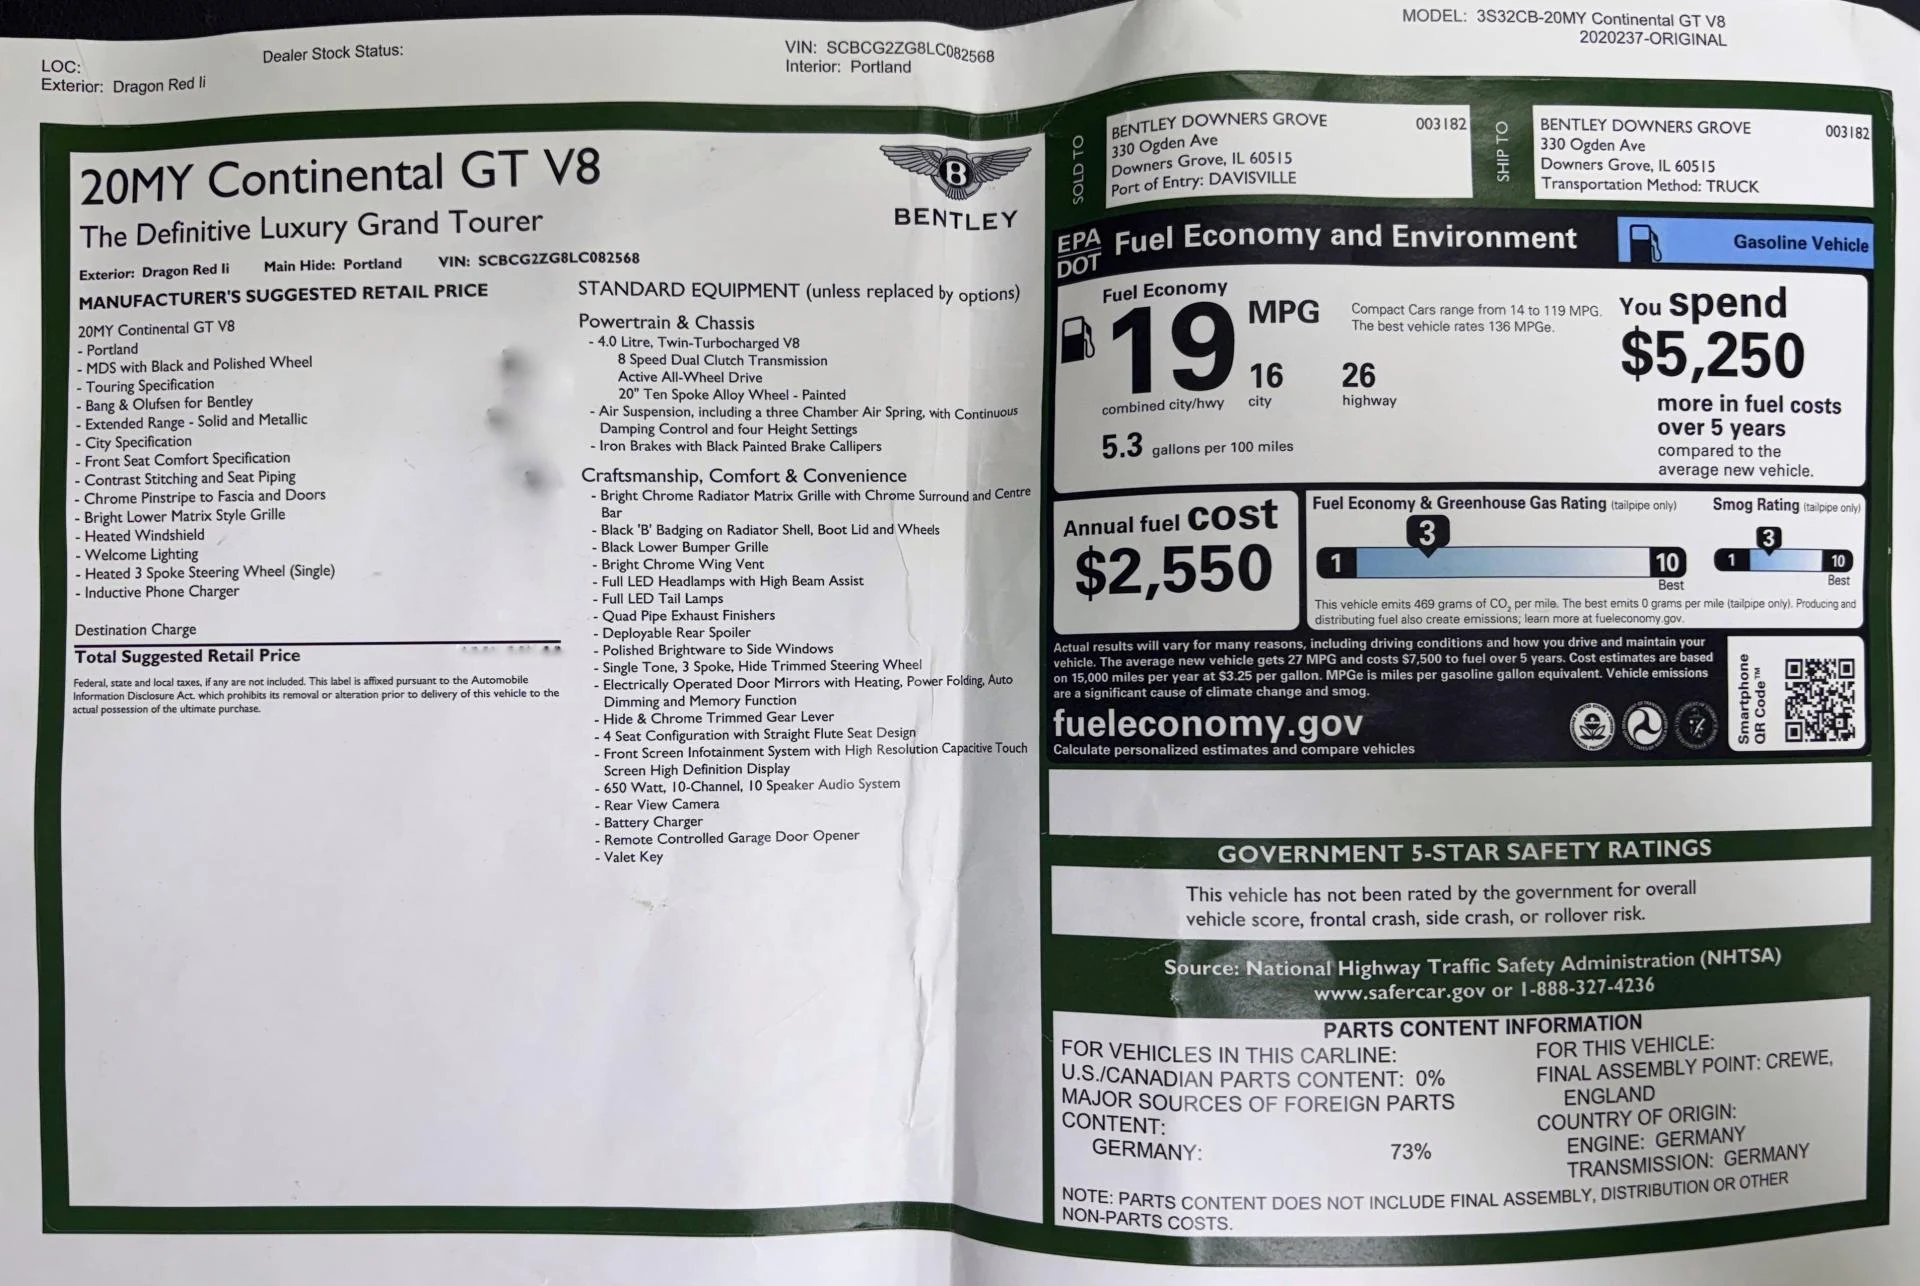 LOC:
Dealer Stock Status:
VIN: SCBCG2ZG8LC082568
MODEL: 3S32CB-20MY Continental GT V8
Exterior: Dragon Red Ii
Interior: Portland
2020237-ORIGINAL
20MY Continental GT V8
The Definitive Luxury Grand Tourer
B
BENTLEY
Exterior: Dragon Red Ii Main Hide: Portland VIN: SCBCG2ZG8LC082568
MANUFACTURER'S SUGGESTED RETAIL PRICE
20MY Continental GT V8
- Portland
- MDS with Black and Polished Wheel
- Touring Specification
- Bang & Olufsen for Bentley
- Extended Range - Solid and Metallic
- City Specification
- Front Seat Comfort Specification
- Contrast Stitching and Seat Piping
- Chrome Pinstripe to Fascia and Doors
- Bright Lower Matrix Style Grille
- Heated Windshield
- Welcome Lighting
- Heated 3 Spoke Steering Wheel (Single)
- Inductive Phone Charger
Destination Charge
Total Suggested Retail Price
Federal, state and local taxes, if any are not included. This label is affixed pursuant to the Automobile
Information Disclosure Act. which prohibits its removal or alteration prior to delivery of this vehicle to the
actual possession of the ultimate purchase.
STANDARD EQUIPMENT (unless replaced by options)
Powertrain & Chassis
- 4.0 Litre, Twin-Turbocharged V8
8 Speed Dual Clutch Transmission
Active All-Wheel Drive
20" Ten Spoke Alloy Wheel - Painted
- Air Suspension, including a three Chamber Air Spring, with Continuous
Damping Control and four Height Settings
- Iron Brakes with Black Painted Brake Callipers
Craftsmanship, Comfort & Convenience
- Bright Chrome Radiator Matrix Grille with Chrome Surround and Centre
Bar
- Black 'B' Badging on Radiator Shell, Boot Lid and Wheels
- Black Lower Bumper Grille
- Bright Chrome Wing Vent
- Full LED Headlamps with High Beam Assist
- Full LED Tail Lamps
- Quad Pipe Exhaust Finishers
- Deployable Rear Spoiler
- Polished Brightware to Side Windows
- Single Tone, 3 Spoke, Hide Trimmed Steering Wheel
- Electrically Operated Door Mirrors with Heating, Power Folding, Auto
Dimming and Memory Function
- Hide & Chrome Trimmed Gear Lever
- 4 Seat Configuration with Straight Flute Seat Design
- Front Screen Infotainment System with High Resolution Capacitive Touch
Screen High Definition Display
- 650 Watt, 10-Channel, 10 Speaker Audio System
- Rear View Camera
- Battery Charger
- Remote Controlled Garage Door Opener
- Valet Key
SOLD TO
BENTLEY DOWNERS GROVE 003182
330 Ogden Ave
Downers Grove, IL 60515
Port of Entry: DAVISVILLE
SHIP TO
BENTLEY DOWNERS GROVE 003182
330 Ogden Ave
Downers Grove, IL 60515
Transportation Method: TRUCK
EPA
DOT
Fuel Economy and Environment
Gasoline Vehicle
Fuel Economy
19 MPG
combined city/hwy
16
city
26
highway
5.3 gallons per 100 miles
Compact Cars range from 14 to 119 MPG.
The best vehicle rates 136 MPGe.
You spend
$5,250
more in fuel costs
over 5 years
compared to the
average new vehicle.
Annual fuel cost
$2,550
Fuel Economy & Greenhouse Gas Rating (tailpipe only)
3
1
10
Best
Smog Rating (tailpipe only)
3
1
10
Best
This vehicle emits 469 grams of CO2 per mile. The best emits 0 grams per mile (tailpipe only). Producing and
distributing fuel also create emissions; learn more at fueleconomy.gov.
Actual results will vary for many reasons, including driving conditions and how you drive and maintain your
vehicle. The average new vehicle gets 27 MPG and costs $7,500 to fuel over 5 years. Cost estimates are based
on 15,000 miles per year at $3.25 per gallon. MPGe is miles per gasoline gallon equivalent. Vehicle emissions
are a significant cause of climate change and smog.
fueleconomy.gov
Calculate personalized estimates and compare vehicles
Smartphone
QR Code™
GOVERNMENT 5-STAR SAFETY RATINGS
This vehicle has not been rated by the government for overall
vehicle score, frontal crash, side crash, or rollover risk.
Source: National Highway Traffic Safety Administration (NHTSA)
www.safercar.gov or 1-888-327-4236
PARTS CONTENT INFORMATION
FOR VEHICLES IN THIS CARLINE:
U.S./CANADIAN PARTS CONTENT: 0%
MAJOR SOURCES OF FOREIGN PARTS
CONTENT:
GERMANY: 73%
FOR THIS VEHICLE:
FINAL ASSEMBLY POINT: CREWE,
ENGLAND
COUNTRY OF ORIGIN:
ENGINE: GERMANY
TRANSMISSION: GERMANY
NOTE: PARTS CONTENT DOES NOT INCLUDE FINAL ASSEMBLY, DISTRIBUTION OR OTHER
NON-PARTS COSTS.